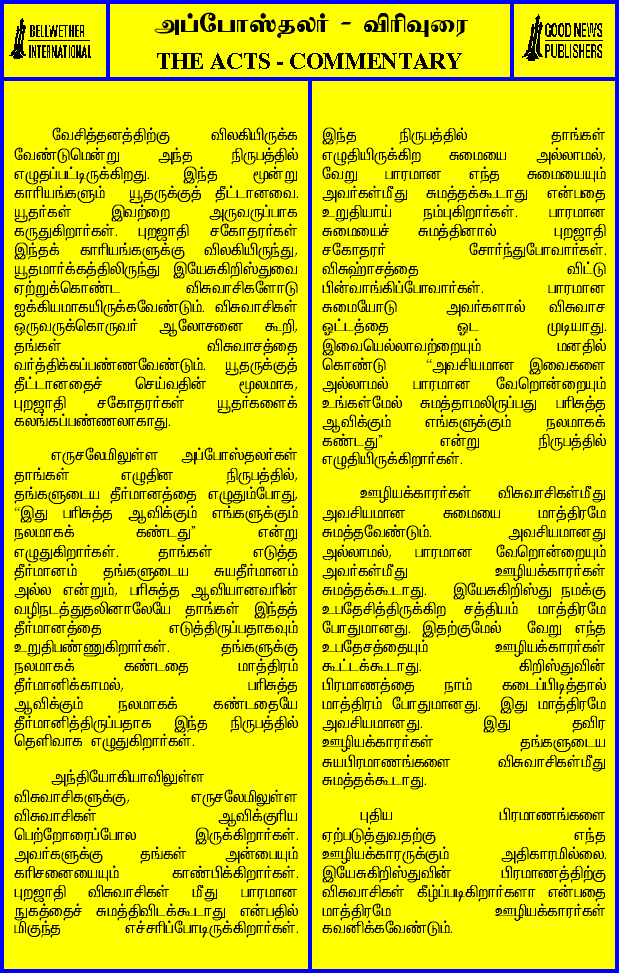 BELLWETHER
INTERNATIONAL
அப்போஸ்தலர் - விரிவுரை
THE ACTS - COMMENTARY
GOOD NEWS
PUBLISHERS
வேசித்தனத்திற்கு விலகியிருக்க
வேண்டுமென்று அந்த நிருபத்தில்
எழுதப்பட்டிருக்கிறது. இந்த மூன்று
காரியங்களும் யூதருக்குத் தீட்டானவை.
யூதர்கள் இவற்றை அருவருப்பாக
கருதுகிறார்கள். புறஜாதி சகோதரர்கள்
இந்தக் காரியங்களுக்கு விலகியிருந்து,
யூதமார்க்கத்திலிருந்து இயேசுகிறிஸ்துவை
ஏற்றுக்கொண்ட விசுவாசிகளோடு
ஐக்கியமாகயிருக்கவேண்டும். விசுவாசிகள்
ஒருவருக்கொருவர் ஆலோசனை கூறி,
தங்கள் விசுவாசத்தை
வர்த்திக்கப்பண்ணவேண்டும். யூதருக்குத்
தீட்டானதைச் செய்வதின் மூலமாக,
புறஜாதி சகோதரர்கள் யூதர்களைக்
கலங்கப்பண்ணலாகாது.
எருசலேமிலுள்ள அப்போஸ்தலர்கள்
தாங்கள் எழுதின நிருபத்தில்,
தங்களுடைய தீர்மானத்தை எழுதும்போது,
“இது பரிசுத்த ஆவிக்கும் எங்களுக்கும்
நலமாகக் கண்டது” என்று
எழுதுகிறார்கள். தாங்கள் எடுத்த
தீர்மானம் தங்களுடைய சுயதீர்மானம்
அல்ல என்றும், பரிசுத்த ஆவியானவரின்
வழிநடத்துதலினாலேயே தாங்கள் இந்தத்
தீர்மானத்தை எடுத்திருப்பதாகவும்
உறுதிபண்ணுகிறார்கள். தங்களுக்கு
நலமாகக் கண்டதை மாத்திரம்
தீர்மானிக்காமல், பரிசுத்த
ஆவிக்கும் நலமாகக் கண்டதையே
தீர்மானித்திருப்பதாக இந்த நிருபத்தில்
தெளிவாக எழுதுகிறார்கள்.
அந்தியோகியாவிலுள்ள
விசுவாசிகளுக்கு, எருசலேமிலுள்ள
விசுவாசிகள் ஆவிக்குரிய
பெற்றோரைப்போல இருக்கிறார்கள்.
அவர்களுக்கு தங்கள் அன்பையும்
கரிசனையையும் காண்பிக்கிறார்கள்.
புறஜாதி விசுவாசிகள் மீது பாரமான
நுகத்தைச் சுமத்திவிடக்கூடாது என்பதில்
மிகுந்த எச்சரிப்போடிருக்கிறார்கள்.
இந்த நிருபத்தில் தாங்கள்
எழுதியிருக்கிற சுமையை அல்லாமல்,
வேறு பாரமான எந்த சுமையையும்
அவர்கள்மீது சுமத்தக்கூடாது என்பதை
உறுதியாய் நம்புகிறார்கள். பாரமான
சுமையைச் சுமத்தினால் புறஜாதி
சகோதரர் சோர்ந்துபோவார்கள்.
விசுஹாசத்தை விட்டு
பின்வாங்கிப்போவார்கள். பாரமான
சுமையோடு அவர்களால் விசுவாச
ஓட்டத்தை ஓட முடியாது.
இவையெல்லாவற்றையும் மனதில்
கொண்டு “அவசியமான இவைகளை
அல்லாமல் பாரமான வேறொன்றையும்
உங்கள்மேல் சுமத்தாமலிருப்பது பரிசுத்த
ஆவிக்கும் எங்களுக்கும் நலமாகக்
கண்டது” என்று நிருபத்தில்
எழுதியிருக்கிறார்கள்.
ஊழியக்காரர்கள் விசுவாசிகள்மீது
அவசியமான சுமையை மாத்திரமே
சுமத்தவேண்டும். அவசியமானது
அல்லாமல், பாரமான வேறொன்றையும்
அவர்கள்மீது ஊழியக்காரர்கள்
சுமத்தக்கூடாது. இயேசுகிறிஸ்து நமக்கு
உபதேசித்திருக்கிற சத்தியம் மாத்திரமே
போதுமானது. இதற்குமேல் வேறு எந்த
உபதேசத்தையும் ஊழியக்காரர்கள்
கூட்டக்கூடாது. கிறிஸ்துவின்
பிரமாணத்தை நாம் கடைப்பிடித்தால்
மாத்திரம் போதுமானது. இது மாத்திரமே
அவசியமானது. இது தவிர
ஊழியக்காரர்கள் தங்களுடைய
சுயபிரமாணங்களை விசுவாசிகள்மீது
சுமத்தக்கூடாது.
புதிய பிரமாணங்களை
ஏற்படுத்துவதற்கு எந்த
ஊழியக்காரருக்கும் அதிகாரமில்லை.
இயேசுகிறிஸ்துவின் பிரமாணத்திற்கு
விசுவாசிகள் கீழ்ப்படிகிறார்களா என்பதை
மாத்திரமே ஊழியக்காரர்கள்
கவனிக்கவேண்டும்.